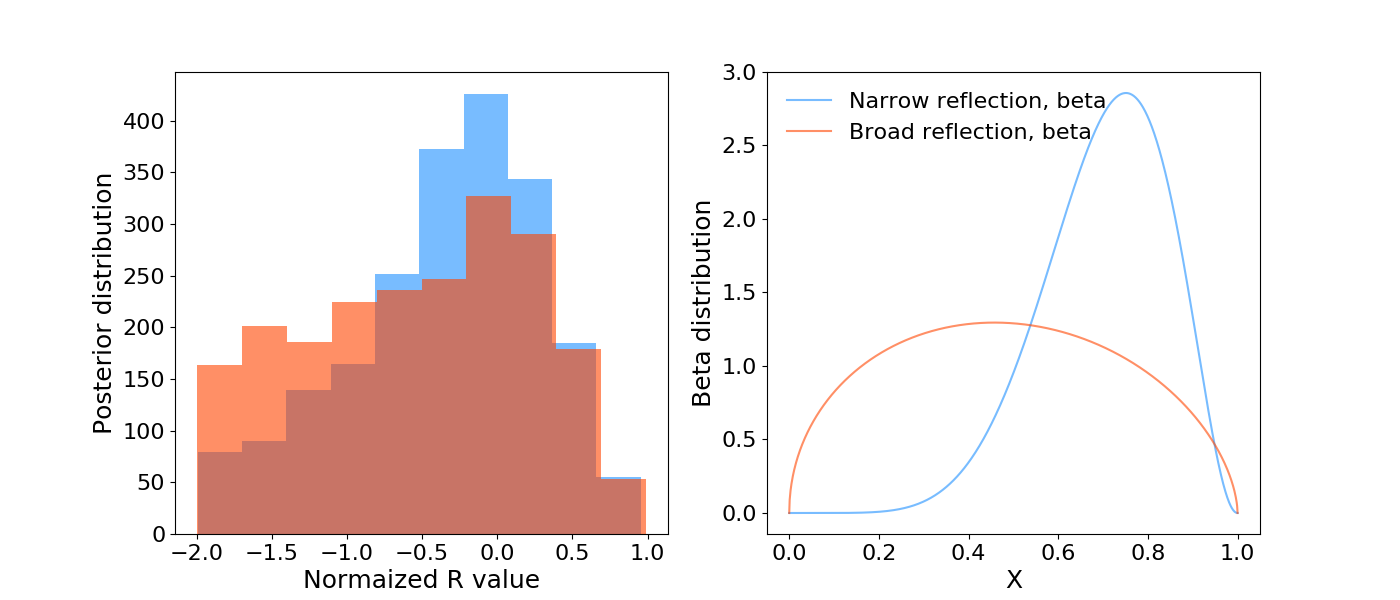 Posterior distribution
400
350
300
250
200
150
100
50
0
−2.0 −1.5 −1.0 −0.5 0.0 0.5 1.0
Normaized R value
Beta distribution
3.0
2.5
2.0
1.5
1.0
0.5
0.0
Narrow reflection, beta
Broad reflection, beta
0.0 0.2 0.4 0.6 0.8 1.0
X